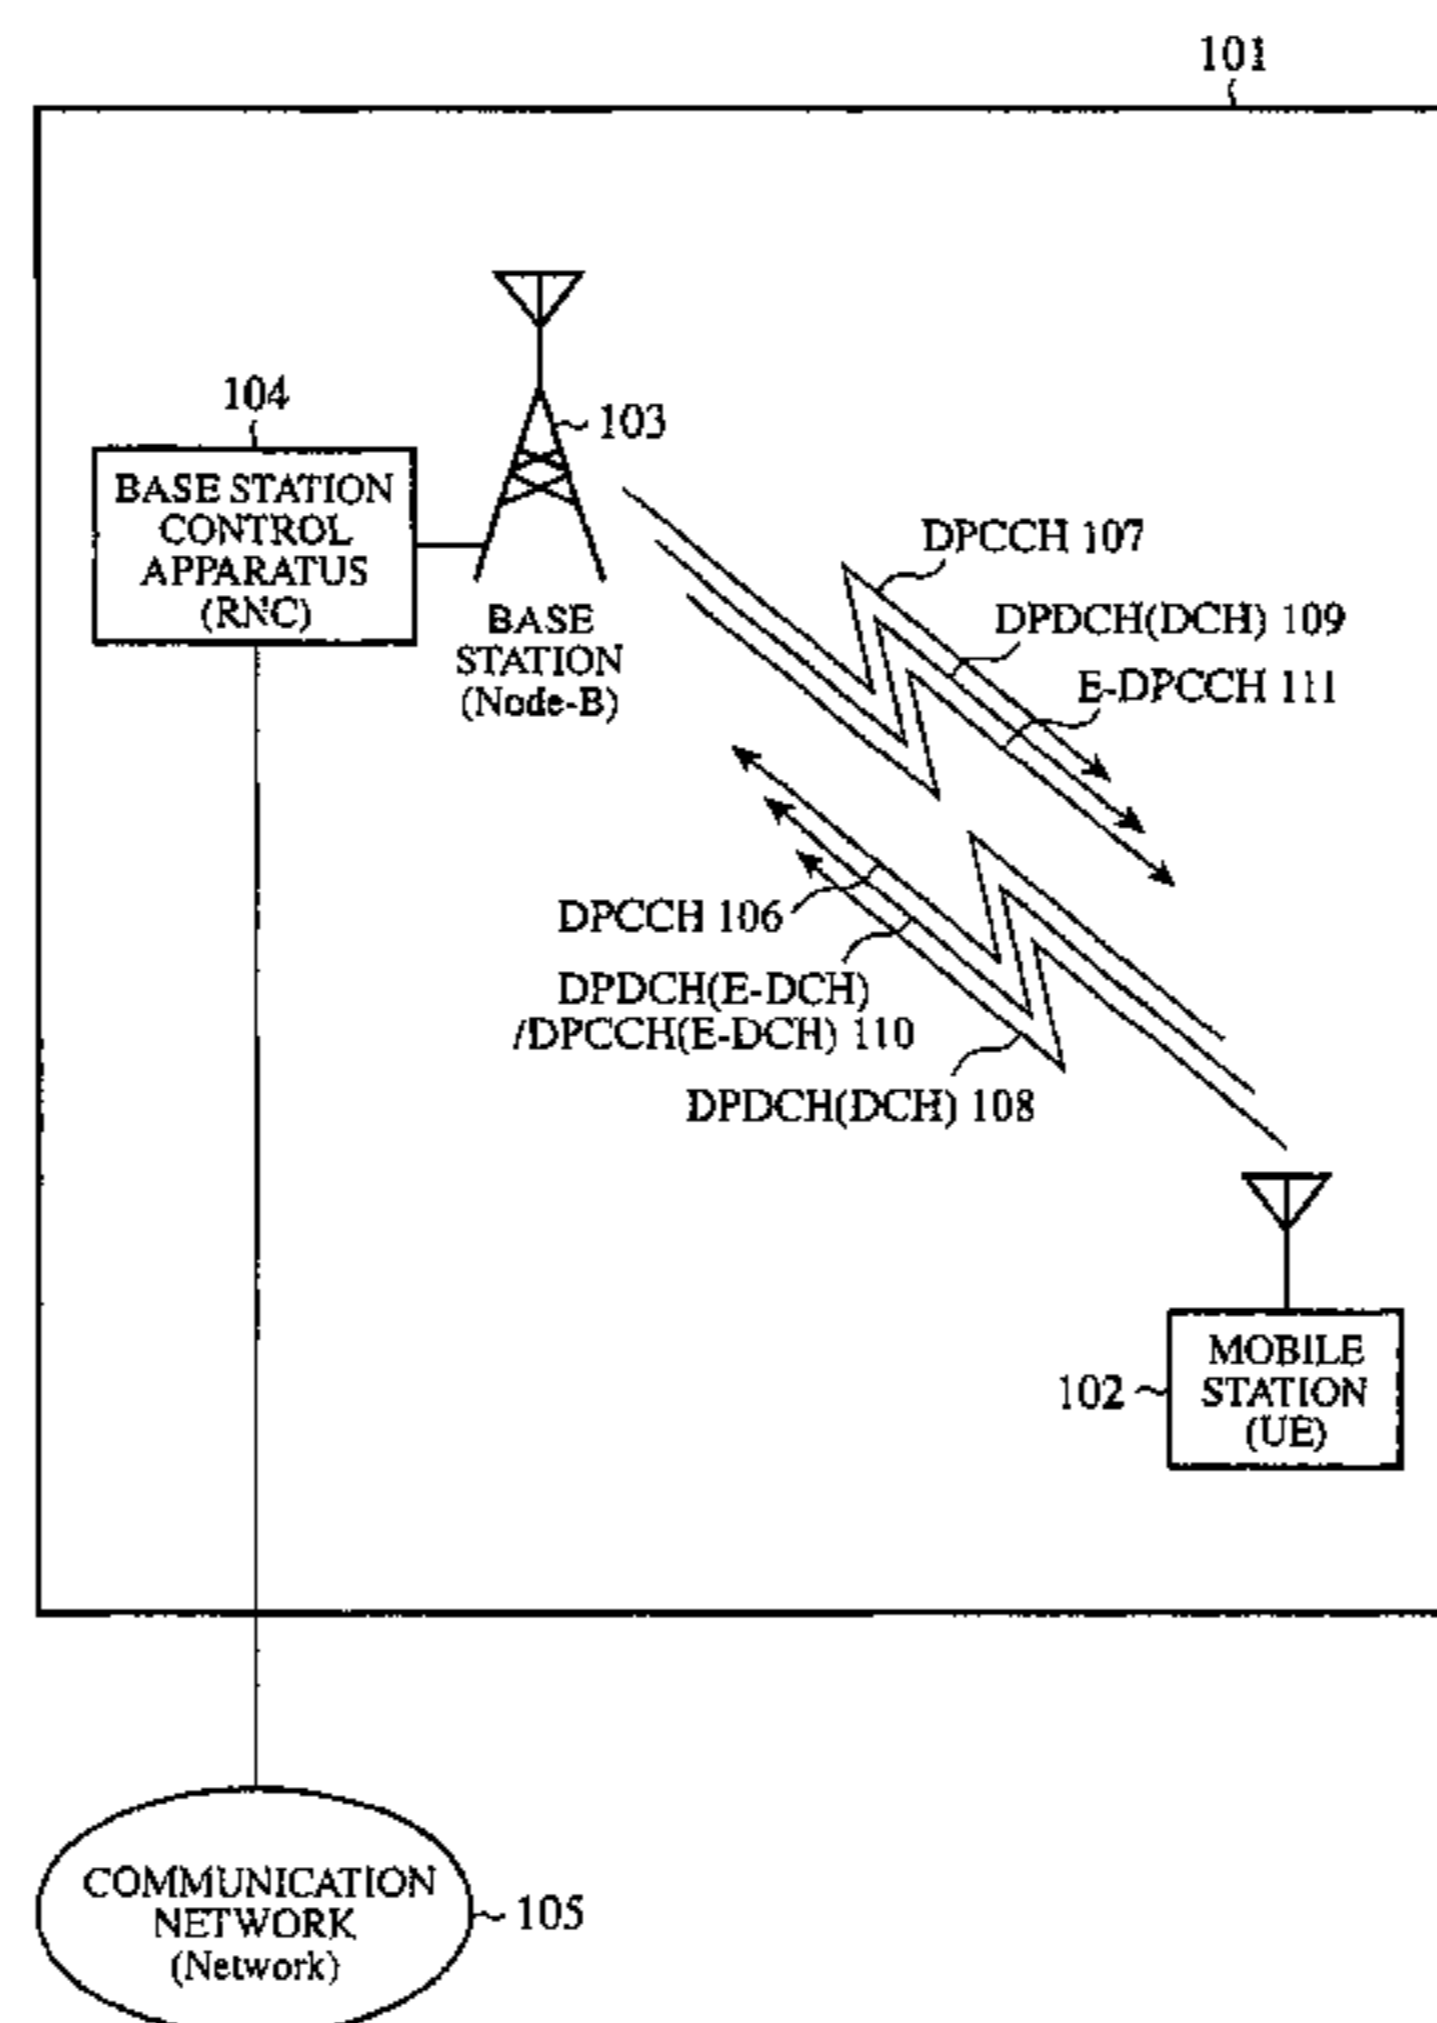 101
104
103
BASE STATION
CONTROL
APPARATUS
(RNC)
BASE
STATION
(Node-B)
DPCCH 107
DPDCH(DCH) 109
E-DPCCH 111
DPCCH 106
DPDCH(E-DCH)
/DPCCH(E-DCH) 110
DPDCH(DCH) 108
102
MOBILE
STATION
(UE)
COMMUNICATION
NETWORK
(Network)
105